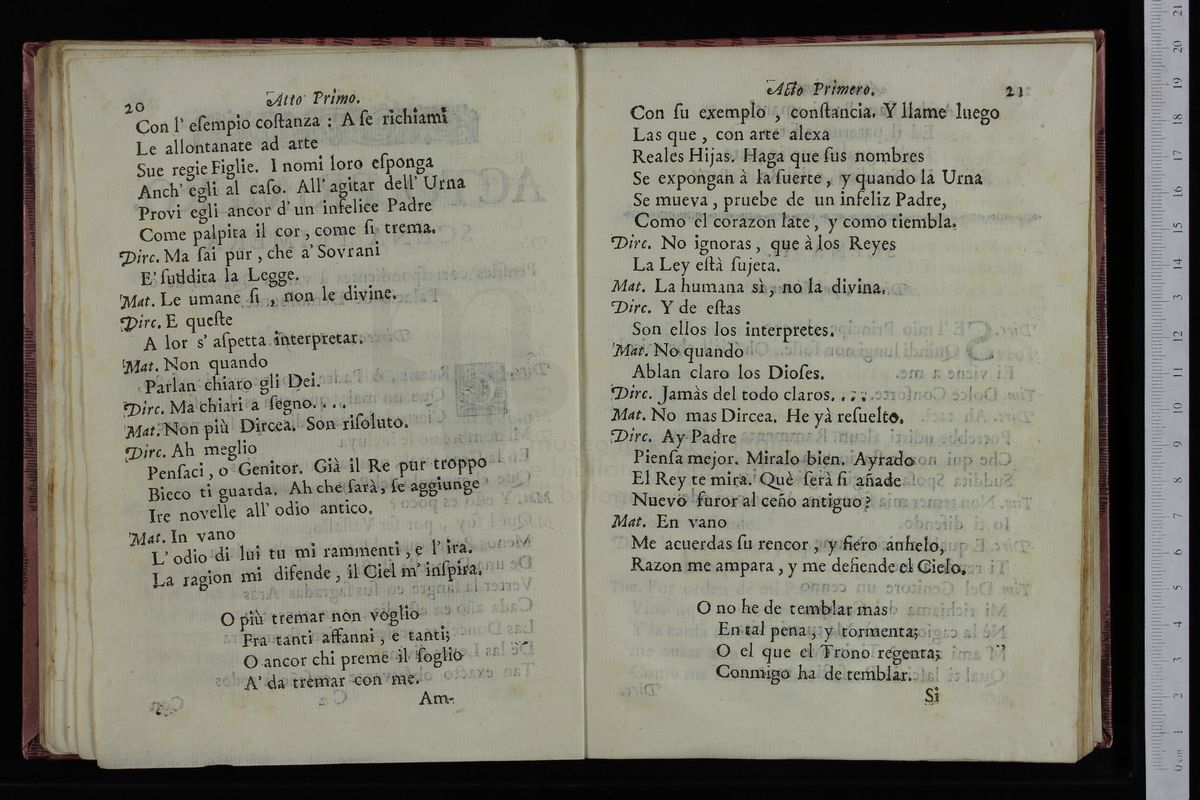 20 Atto Primo.
Con l' eſempio coſtanza : A ſe richiami
Le allontanate ad arte
Sue regie Figlie. I nomi loro eſponga
Anch' egli al caſo. All' agitar dell' Urna
Provi egli ancor d' un infelice Padre
Come palpita il cor , come ſi trema.
Dirc. Ma ſai pur , che a' Sovrani
E' ſuddita la Legge.
Mat. Le umane ſi , non le divine.
Dirc. E queſte
A lor s' aſpetta interpretar.
Mat. Non quando
Parlan chiaro gli Dei.
Dirc. Ma chiari a ſegno. . . .
Mat. Non più Dircea. Son riſoluto.
Dirc. Ah meglio
Penſaci , o Genitor. Già il Re pur troppo
Bieco ti guarda. Ah che ſarà, ſe aggiunge
Ire novelle all' odio antico.
Mat. In vano
L' odio di lui tu mi rammenti , e l' ira.
La ragion mi difende , il Ciel m' inſpira.
O più tremar non voglio
Fra tanti affanni , e tanti;
O ancor chi preme il ſoglio
A' da tremar con me.
Am-
Acto Primero. 21
Con ſu exemplo , conſtancia. Y llame luego
Las que , con arte alexa
Reales Hijas. Haga que ſus nombres
Se expongan à la ſuerte , y quando la Urna
Se mueva , pruebe de un infeliz Padre,
Como el corazon late , y como tiembla.
Dirc. No ignoras , que à los Reyes
La Ley eſtà ſujeta.
Mat. La humana sì , no la divina.
Dirc. Y de eſtas
Son ellos los interpretes.
Mat. No quando
Ablan claro los Dioſes.
Dirc. Jamàs del todo claros. . . .
Mat. No mas Dircea. He yà reſuelto.
Dirc. Ay Padre
Pienſa mejor. Miralo bien. Ayrado
El Rey te mira. Què ſerà ſi añade
Nuevo furor al ceño antiguo?
Mat. En vano
Me acuerdas ſu rencor , y fiero anhelo,
Razon me ampara , y me defiende el Cielo.
O no he de temblar mas
En tal pena , y tormenta;
O el que el Trono regenta;
Conmigo ha de temblar.
Si